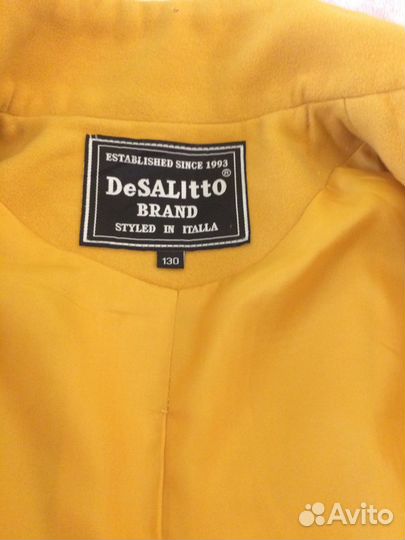 ESTABLISHED SINCE 1993
DeSALItto®
BRAND
STYLED IN ITALLA
130
Avito